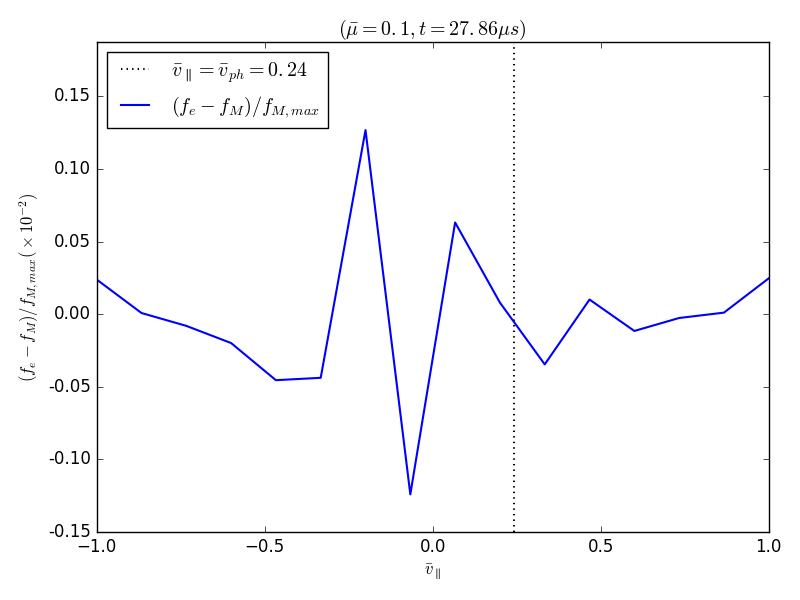 (μ̄ = 0.1, t = 27.86μs)
v̄∥ = v̄ph = 0.24
(fe − fM)/fM,max
0.15
0.10
0.05
0.00
-0.05
-0.10
-0.15
(fe − fM)/fM,max(×10⁻²)
−1.0 −0.5 0.0 0.5 1.0
v̄∥